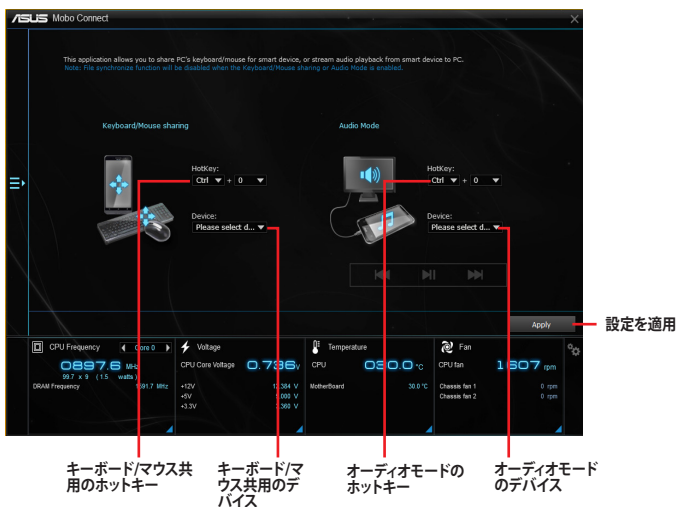 ASUS Mobo Connect
This application allows you to share PC's keyboard/mouse for smart device, or stream audio playback from smart device to PC.
Note: File synchronize function will be disabled when the Keyboard/Mouse sharing or Audio Mode is enabled.
Keyboard/Mouse sharing
HotKey:
Ctrl + 0
Device:
Please select d...
Audio Mode
HotKey:
Ctrl + 0
Device:
Please select d...
Apply
設定を適用
CPU Frequency
Core 0
0897.6 MHz
99.7 x 9 (1.5 watts)
DRAM Frequency
MHz
Voltage
CPU Core Voltage 0.736v
+12V
+5V
+3.3V
Temperature
CPU 030.0 °C
MotherBoard 30.0 °C
Fan
CPU fan 1607 rpm
Chassis fan 1 0 rpm
Chassis fan 2 0 rpm
キーボード/マウス共
用のホットキー
キーボード/マ
ウス共用のデ
バイス
オーディオモードの
ホットキー
オーディオモード
のデバイス